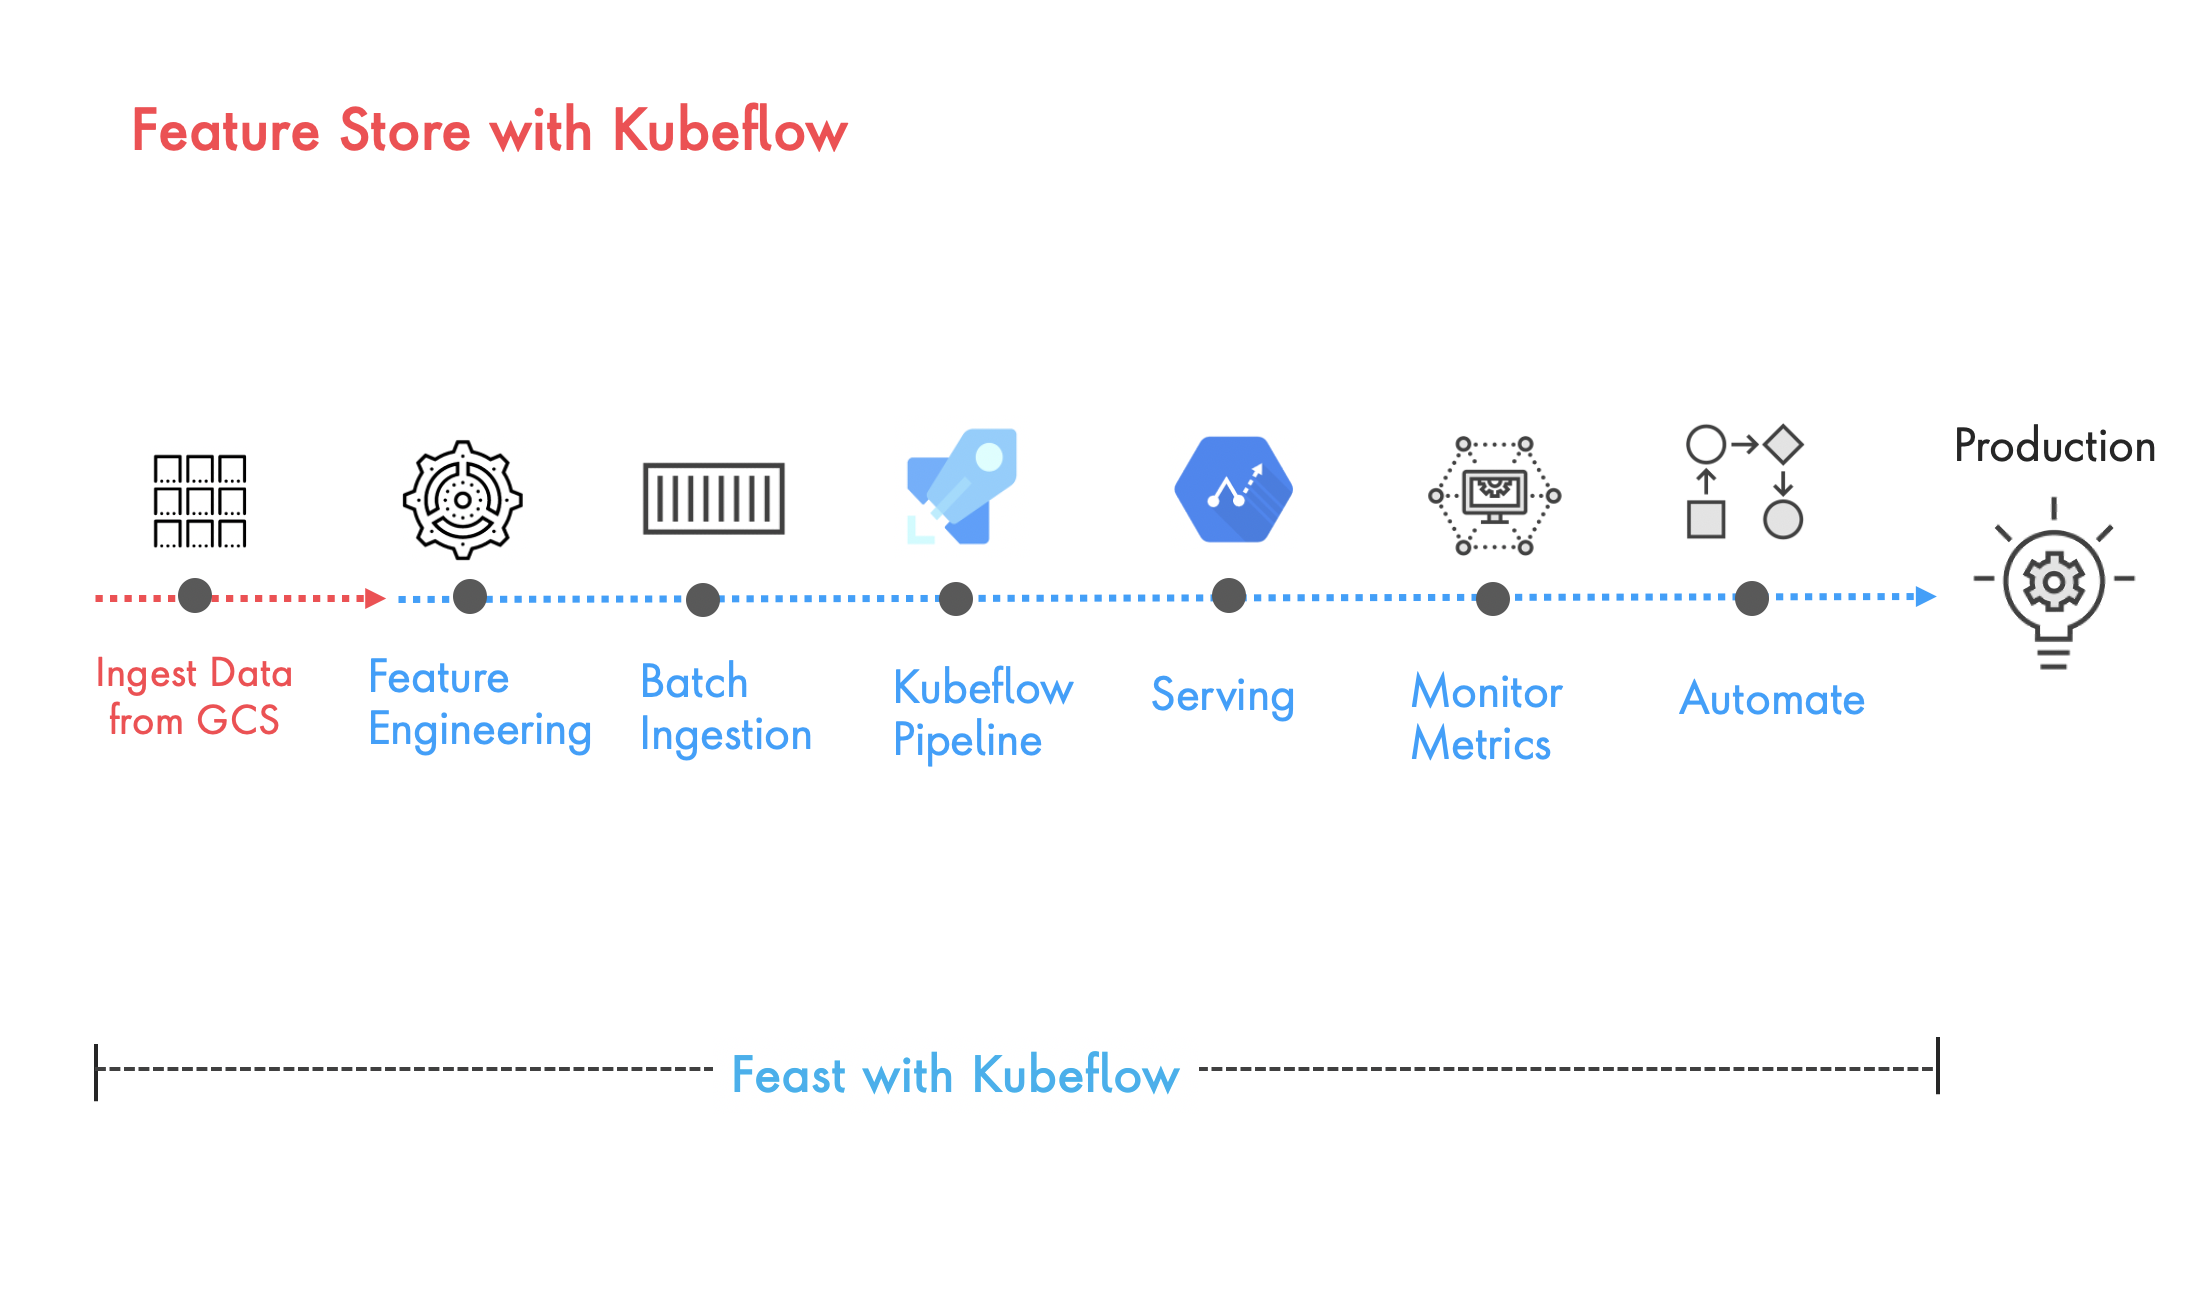 Feature Store with Kubeflow
Production
Ingest Data
from GCS
Feature
Engineering
Batch
Ingestion
Kubeflow
Pipeline
Serving
Monitor
Metrics
Automate
Feast with Kubeflow